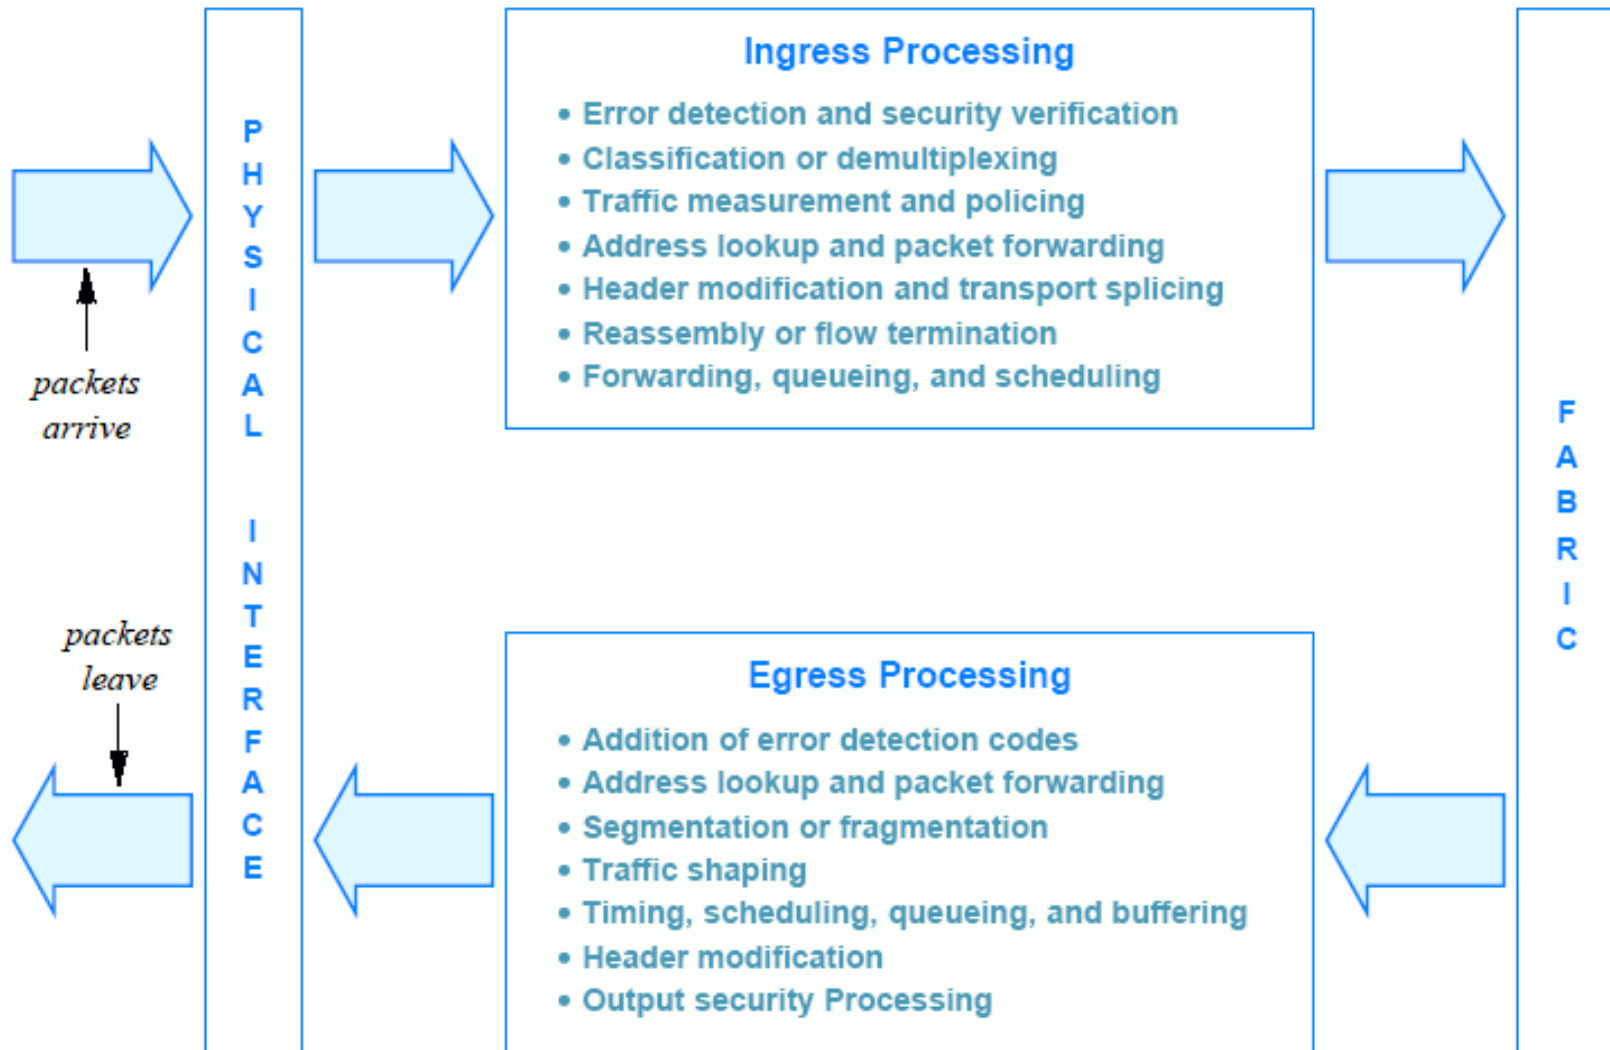 Ingress Processing
• Error detection and security verification
• Classification or demultiplexing
• Traffic measurement and policing
• Address lookup and packet forwarding
• Header modification and transport splicing
• Reassembly or flow termination
• Forwarding, queueing, and scheduling
packets
arrive
PHYSICAL INTERFACE
FABRIC
packets
leave
Egress Processing
• Addition of error detection codes
• Address lookup and packet forwarding
• Segmentation or fragmentation
• Traffic shaping
• Timing, scheduling, queueing, and buffering
• Header modification
• Output security Processing